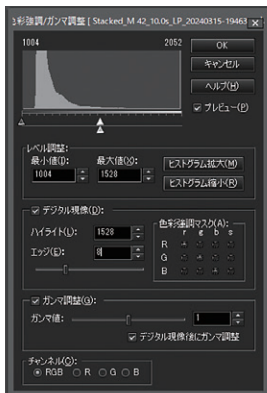 彩強調/ガンマ調整 [ Stacked_M 42_10.0s_LP_20240315-19463
1004 2052
OK
キャンセル
ヘルプ(H)
プレビュー(P)
レベル調整:
最小値(I): 最大値(X):
1004 1528
ヒストグラム拡大(M)
ヒストグラム縮小(R)
デジタル現像(D):
ハイライト(L): 1528
エッジ(E): 8
色彩強調マスク(A):
r g b s
R
G
B
ガンマ調整(G):
ガンマ値: 1
デジタル現像後にガンマ調整
チャンネル(C):
RGB R G B